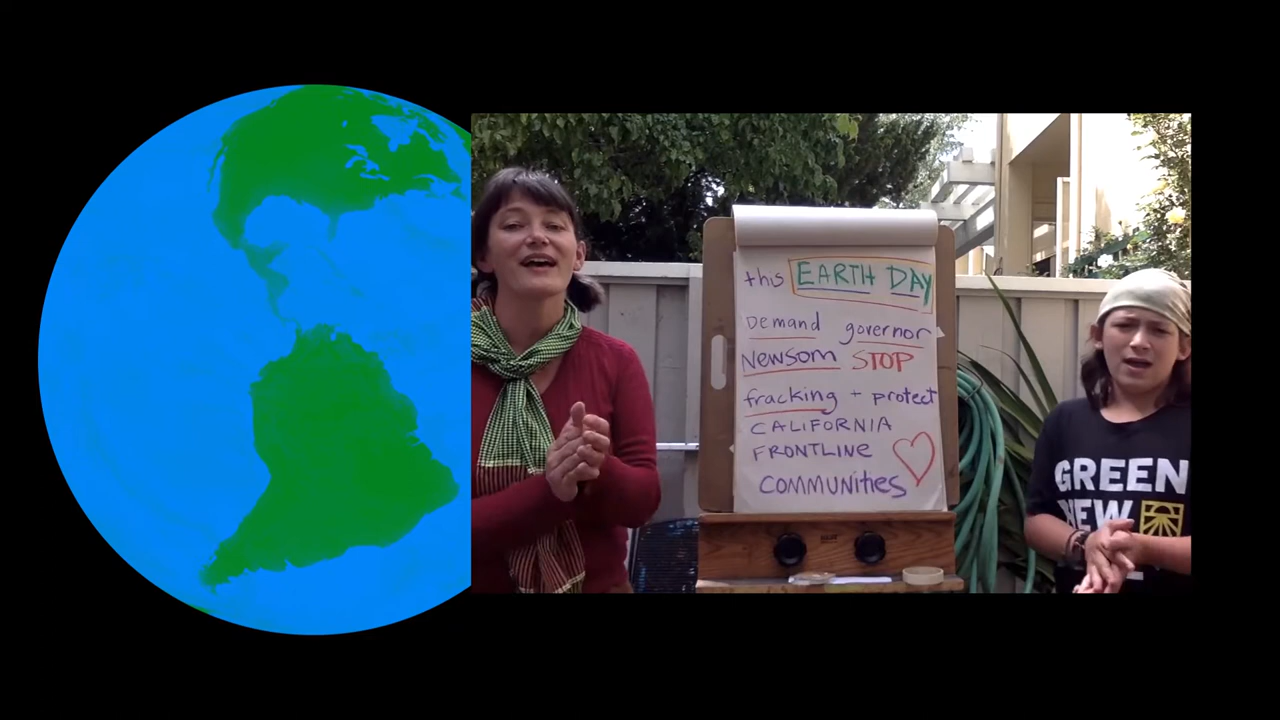 this EARTH DAY
Demand governor
Newsom STOP
fracking + protect
CALIFORNIA
FRONTLINE
COMMUNITIES
GREEN
NEW